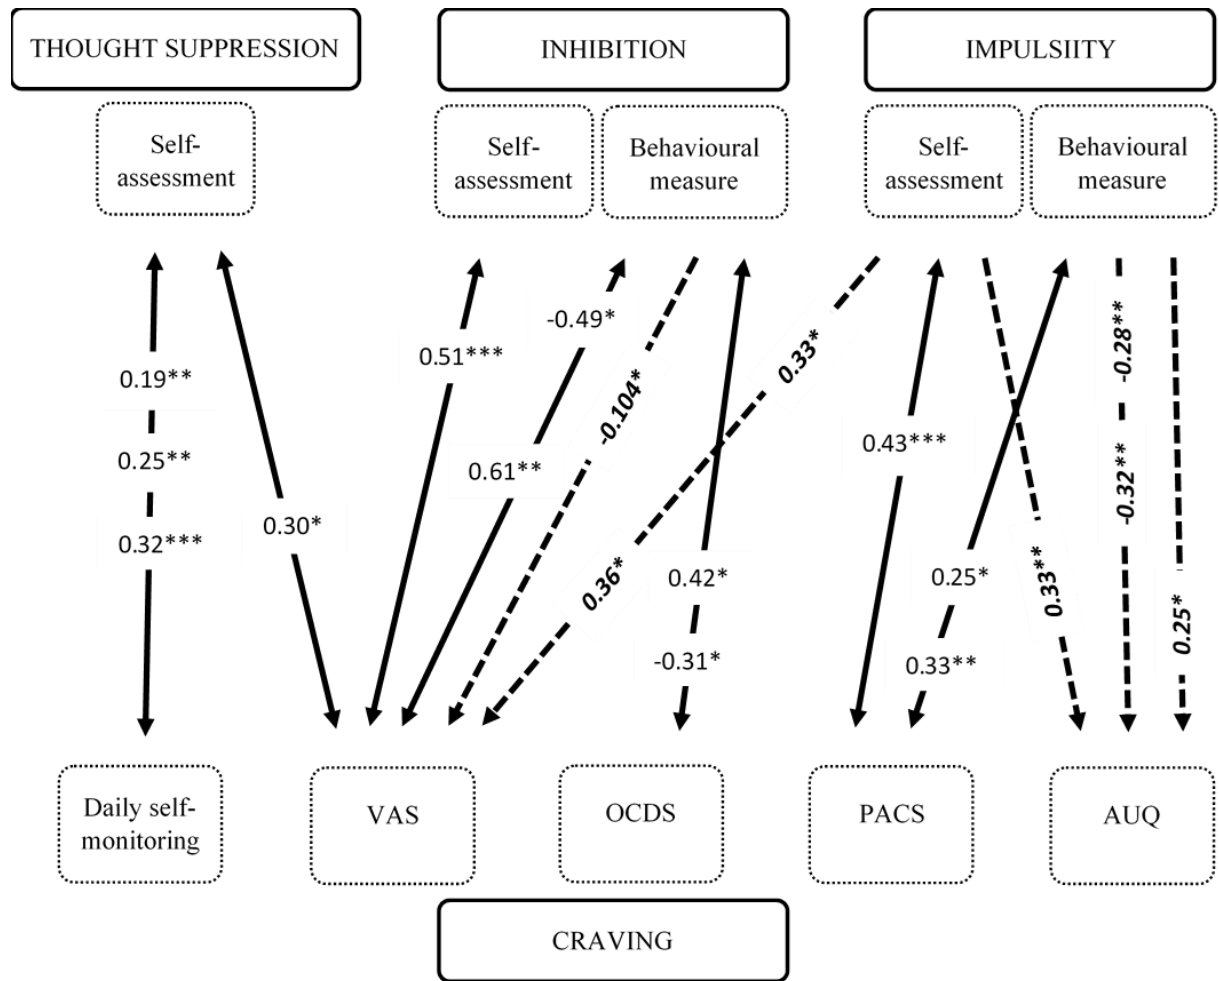 THOUGHT SUPPRESSION
INHIBITION
IMPULSIITY
Self-
assessment
Self-
assessment
Behavioural
measure
Self-
assessment
Behavioural
measure
0.19**
0.25**
0.32***
0.30*
0.51***
-0.49*
0.61**
-0.104*
0.42*
-0.31*
0.33*
0.36*
0.43***
0.25*
0.33**
0.33**
-0.28**
-0.32**
0.25*
Daily self-
monitoring
VAS
OCDS
PACS
AUQ
CRAVING